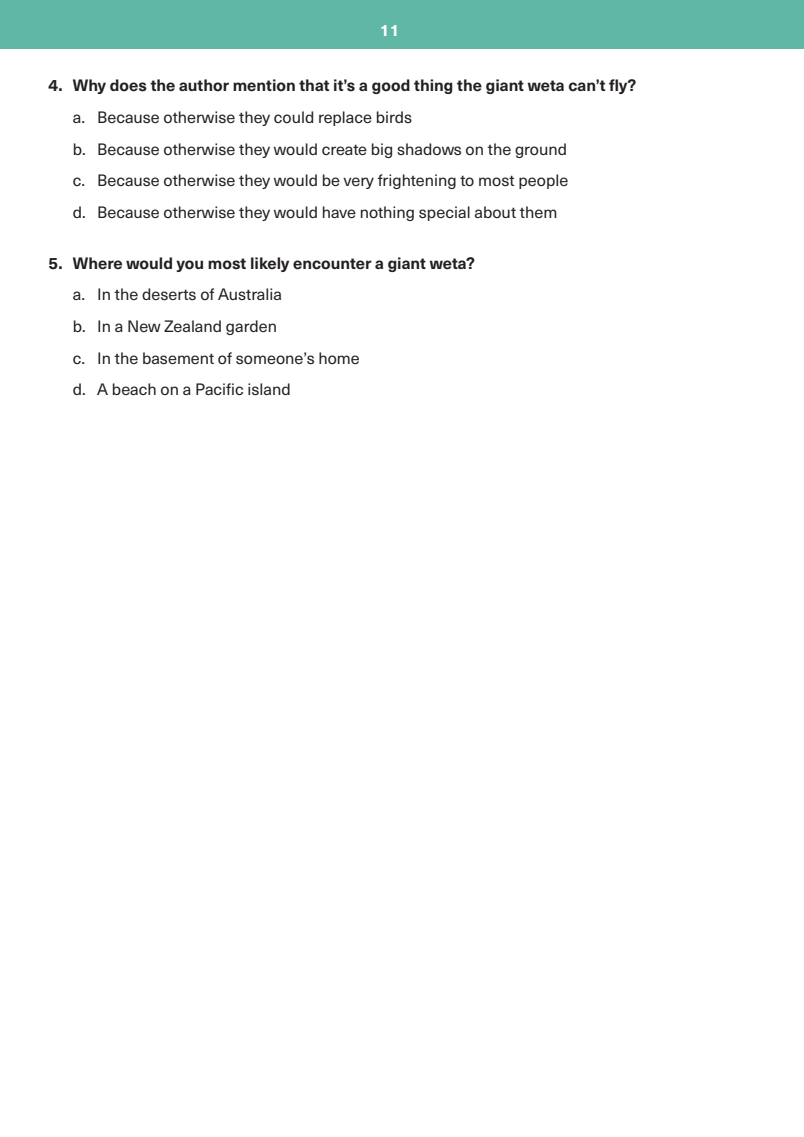 11
4. Why does the author mention that it’s a good thing the giant weta can’t fly?
a. Because otherwise they could replace birds
b. Because otherwise they would create big shadows on the ground
c. Because otherwise they would be very frightening to most people
d. Because otherwise they would have nothing special about them
5. Where would you most likely encounter a giant weta?
a. In the deserts of Australia
b. In a New Zealand garden
c. In the basement of someone’s home
d. A beach on a Pacific island